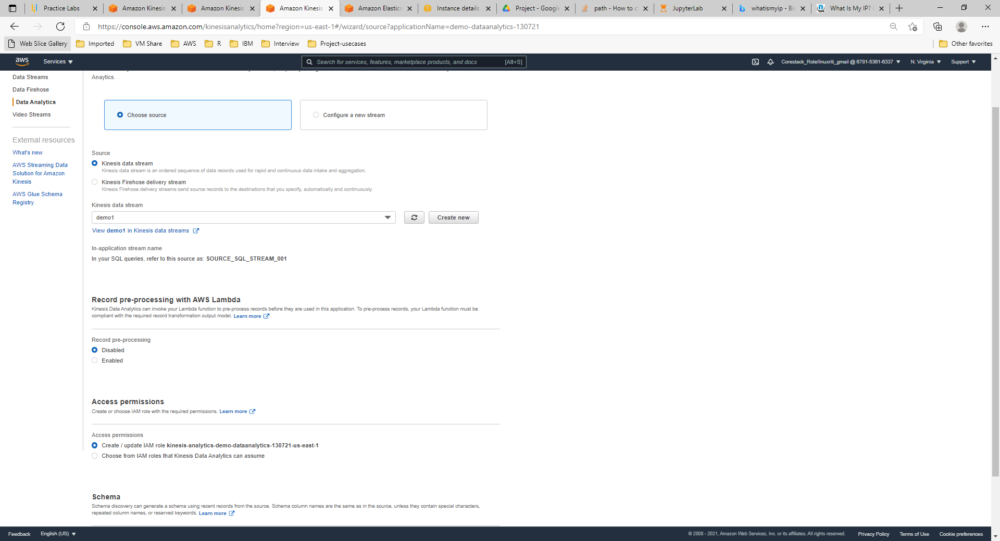 Practice Labs
Amazon Kinesis
Amazon Kinesis
Amazon Kinesis
Amazon Elastic
Instance details
Project - Google
path - How to c
JupyterLab
whatismyip - Bi
What Is My IP?
https://console.aws.amazon.com/kinesisanalytics/home?region=us-east-1#/wizard/source?applicationName=demo-dataanalytics-130721
Web Slice Gallery
Imported
VM Share
AWS
R
IBM
Interview
Project-usecases
Other favorites
aws
Services
Search for services, features, marketplace products, and docs
[Alt+S]
Corestack_Role/linuxriti_gmail @ 6781-5361-6337
N. Virginia
Support
Data Streams
Data Firehose
Data Analytics
Video Streams
External resources
What's new
AWS Streaming Data
Solution for Amazon
Kinesis
AWS Glue Schema
Registry
Anaytics.
Choose source
Configure a new stream
Source
Kinesis data stream
Kinesis data stream is an ordered sequence of data records used for rapid and continuous data intake and aggregation.
Kinesis Firehose delivery stream
Kinesis Firehose delivery streams send source records to the destinations that you specify, automatically and continuously.
Kinesis data stream
demo1
Create new
View demo1 in Kinesis data streams
In-application stream name
In your SQL queries, refer to this source as: SOURCE_SQL_STREAM_001
Record pre-processing with AWS Lambda
Kinesis Data Analytics can invoke your Lambda function to pre-process records before they are used in this application. To pre-process records, your Lambda function must be
compliant with the required record transformation output model. Learn more
Record pre-processing
Disabled
Enabled
Access permissions
Create or choose IAM role with the required permissions. Learn more
Access permissions
Create / update IAM role kinesis-analytics-demo-dataanalytics-130721-us-east-1
Choose from IAM roles that Kinesis Data Analytics can assume
Schema
Schema discovery can generate a schema using recent records from the source. Schema column names are the same as in the source, unless they contain special characters,
repeated column names, or reserved keywords. Learn more
Feedback
English (US)
© 2008 - 2021, Amazon Web Services, Inc. or its affiliates. All rights reserved.
Privacy Policy
Terms of Use
Cookie preferences